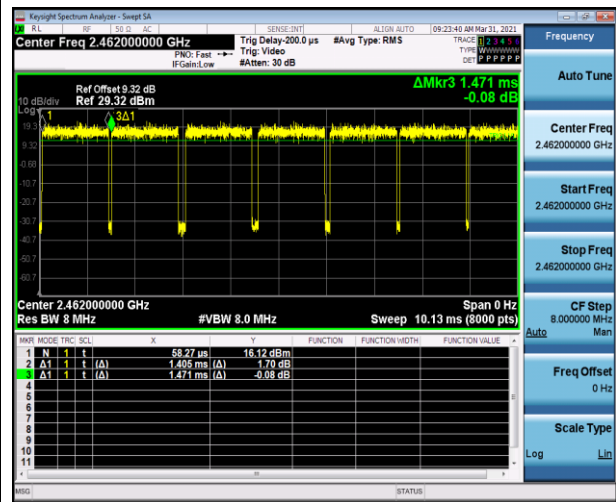 Keysight Spectrum Analyzer - Swept SA
RL RF 50 Ω AC SENSE:INT ALIGN AUTO 09:23:40 AM Mar 31, 2021
Center Freq 2.462000000 GHz
PNO: Fast
IFGain:Low
Trig Delay-200.0 µs
Trig: Video
#Atten: 30 dB
#Avg Type: RMS
TRACE 1 2 3 4 5 6
TYPE WWWWWW
DET P P P P P P
Frequency
ΔMkr3 1.471 ms
-0.08 dB
Ref Offset 9.32 dB
Ref 29.32 dBm
10 dB/div
Log
1
3Δ1
19.3
9.32
-0.68
-10.7
-20.7
-30.7
-40.7
-50.7
-60.7
Center 2.462000000 GHz
Span 0 Hz
Res BW 8 MHz
#VBW 8.0 MHz
Sweep 10.13 ms (8000 pts)
MKR MODE TRC SCL X Y FUNCTION FUNCTION WIDTH FUNCTION VALUE
1 N 1 t 58.27 µs 16.12 dBm
2 Δ1 1 t (Δ) 1.405 ms (Δ) 1.70 dB
3 Δ1 1 t (Δ) 1.471 ms (Δ) -0.08 dB
4
5
6
7
8
9
10
11
MSG
STATUS
Auto Tune
Center Freq
2.462000000 GHz
Start Freq
2.462000000 GHz
Stop Freq
2.462000000 GHz
CF Step
8.000000 MHz
Auto Man
Freq Offset
0 Hz
Scale Type
Log Lin